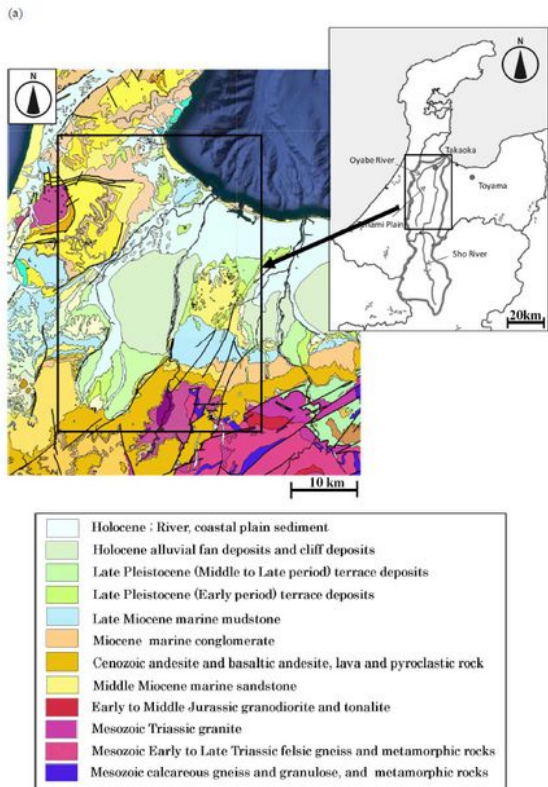 (a)
N
N
Takaoka
Oyabe River
Toyama
Plain
Sho River
20km
10 km
Holocene : River, coastal plain sediment
Holocene alluvial fan deposits and cliff deposits
Late Pleistocene (Middle to Late period) terrace deposits
Late Pleistocene (Early period) terrace deposits
Late Miocene marine mudstone
Miocene marine conglomerate
Cenozoic andesite and basaltic andesite, lava and pyroclastic rock
Middle Miocene marine sandstone
Early to Middle Jurassic granodiorite and tonalite
Mesozoic Triassic granite
Mesozoic Early to Late Triassic felsic gneiss and metamorphic rocks
Mesozoic calcareous gneiss and granulose, and metamorphic rocks